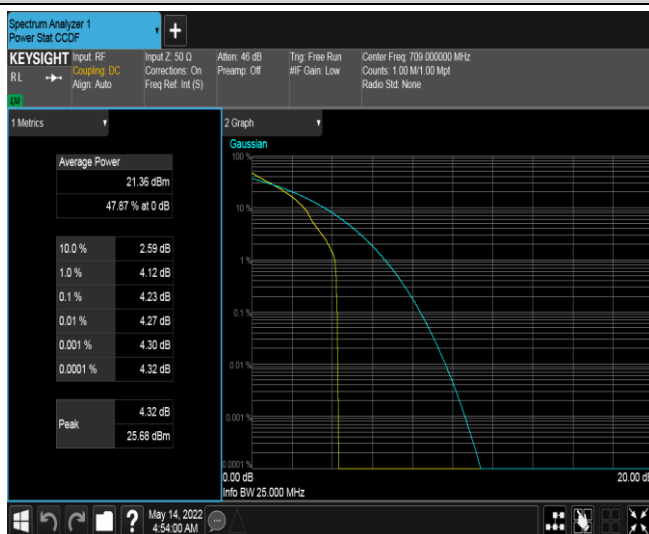 Spectrum Analyzer 1
Power Stat CCDF
+
KEYSIGHT
RL
Input: RF
Coupling: DC
Align: Auto
Input Z: 50 Ω
Corrections: On
Freq Ref: Int (S)
Atten: 46 dB
Preamp: Off
Trig: Free Run
#IF Gain: Low
Center Freq: 709.000000 MHz
Counts: 1.00 M/1.00 Mpt
Radio Std: None
1 Metrics
Average Power
21.36 dBm
47.87 % at 0 dB
10.0 % 2.59 dB
1.0 % 4.12 dB
0.1 % 4.23 dB
0.01 % 4.27 dB
0.001 % 4.30 dB
0.0001 % 4.32 dB
Peak
4.32 dB
25.68 dBm
2 Graph
Gaussian
100 %
10 %
1 %
0.1 %
0.01 %
0.001 %
0.0001 %
0.00 dB 20.00 dB
Info BW 25.000 MHz
?
May 14, 2022
4:54:00 AM